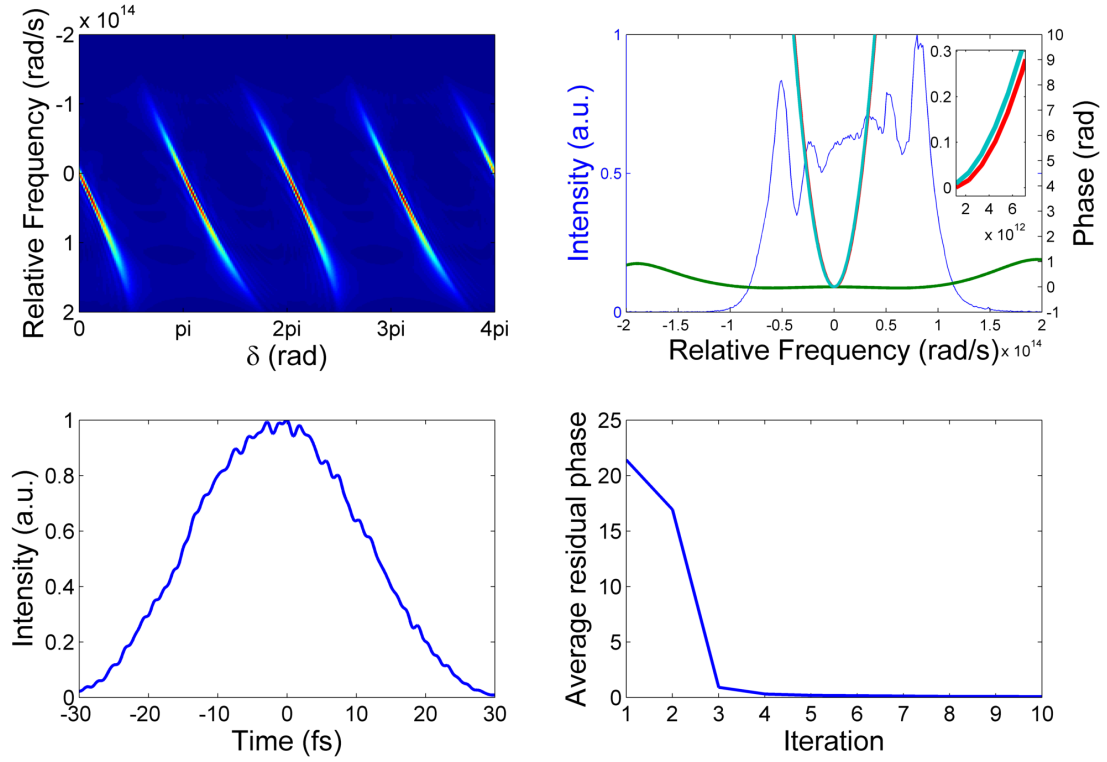 x 10^14
Relative Frequency (rad/s)
-2
-1
0
1
2
0 pi 2pi 3pi 4pi
δ (rad)
Intensity (a.u.)
1
0.5
0
10
9
8
7
6
5
4
3
2
1
0
-1
Phase (rad)
0.3
0.2
0.1
0
2 4 6
x 10^12
-2 -1.5 -1 -0.5 0 0.5 1 1.5 2
Relative Frequency (rad/s) x 10^14
Intensity (a.u.)
1
0.8
0.6
0.4
0.2
0
-30 -20 -10 0 10 20 30
Time (fs)
Average residual phase
25
20
15
10
5
0
1 2 3 4 5 6 7 8 9 10
Iteration